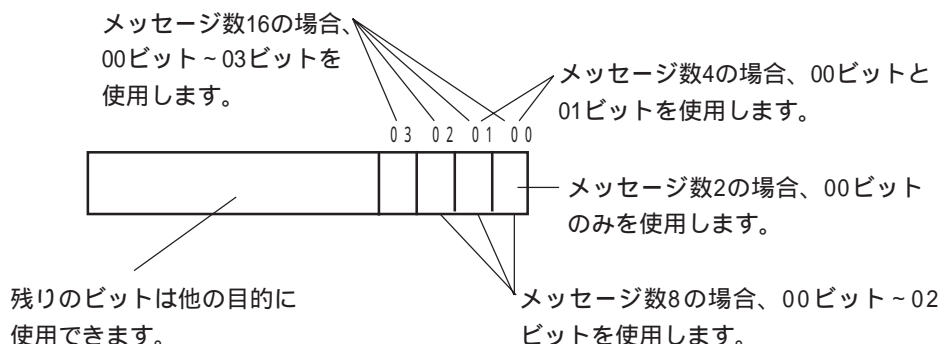 メッセージ数16の場合、
00ビット~03ビットを
使用します。
メッセージ数4の場合、00ビットと
01ビットを使用します。
03 02 01 00
メッセージ数2の場合、00ビット
のみを使用します。
残りのビットは他の目的に
使用できます。
メッセージ数8の場合、00ビット~02
ビットを使用します。